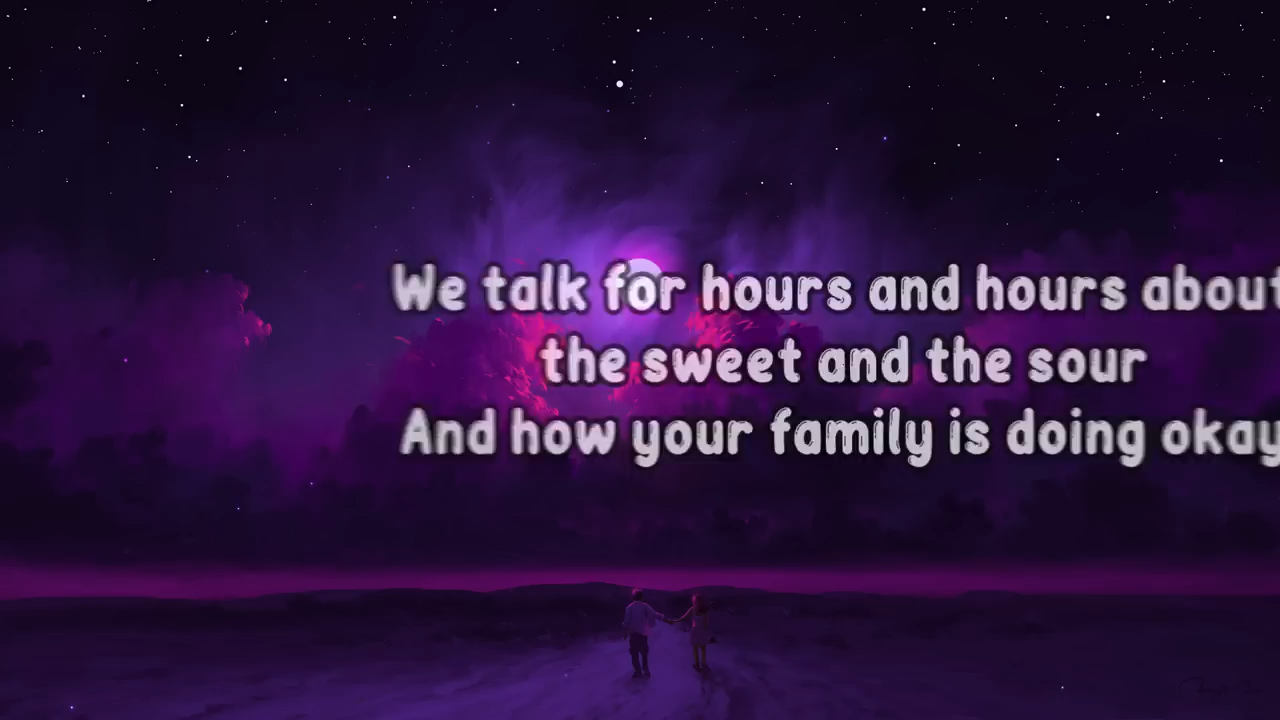 We talk for hours and hours about
the sweet and the sour
And how your family is doing okay